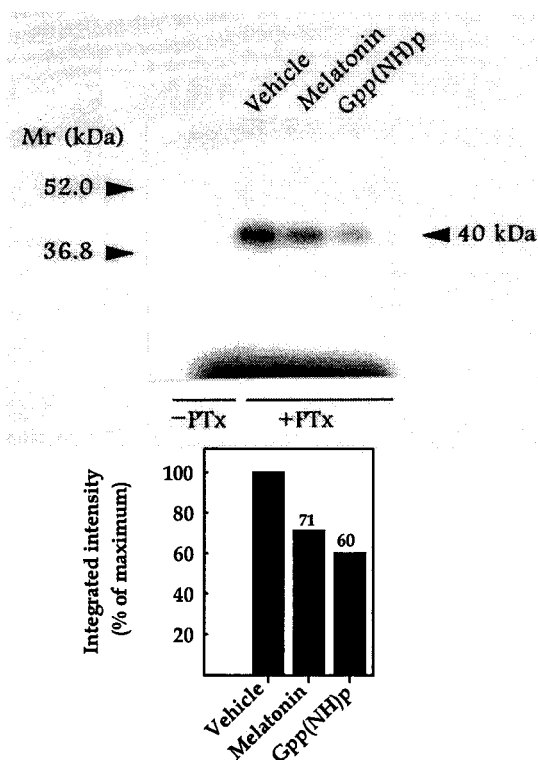 Vehicle
Melatonin
Gpp(NH)p
Mr (kDa)
52.0
36.8
40 kDa
−PTx
+PTx
Integrated intensity
(% of maximum)
100
80
60
40
20
71
60
Vehicle
Melatonin
Gpp(NH)p